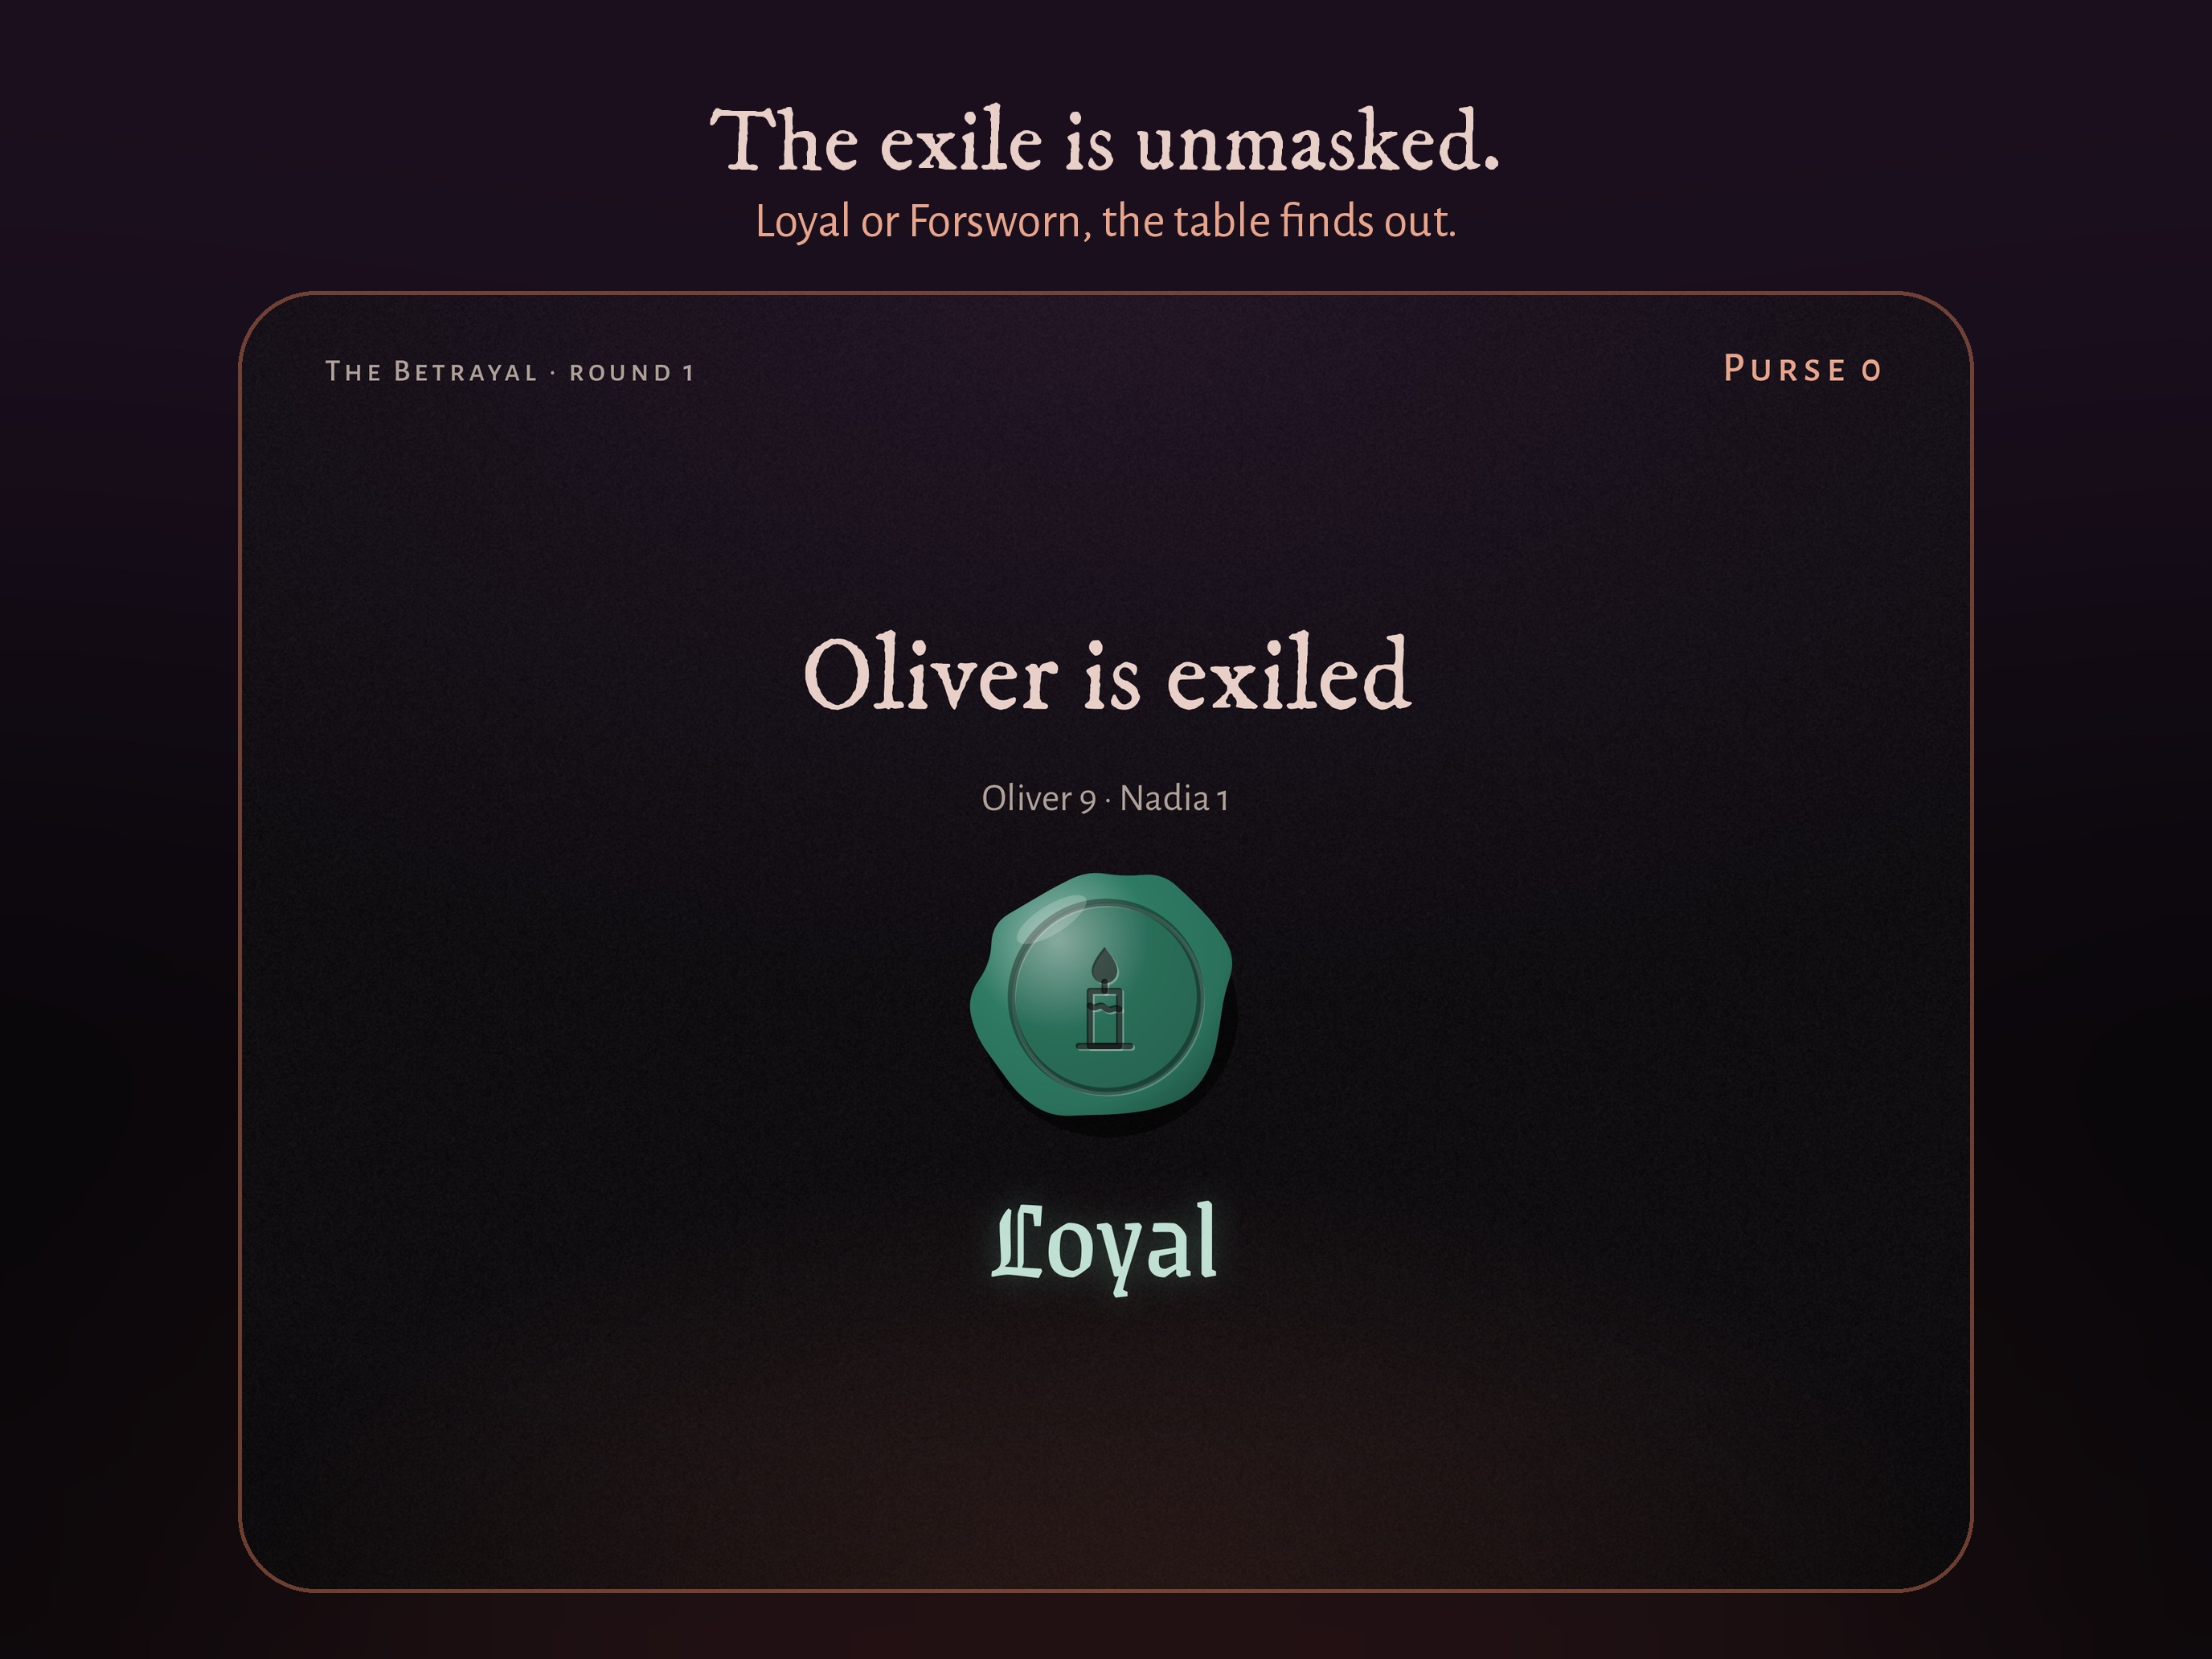 The exile is unmasked.
Loyal or Forsworn, the table finds out.
The Betrayal · round 1
Purse 0
Oliver is exiled
Oliver 9 · Nadia 1
Loyal